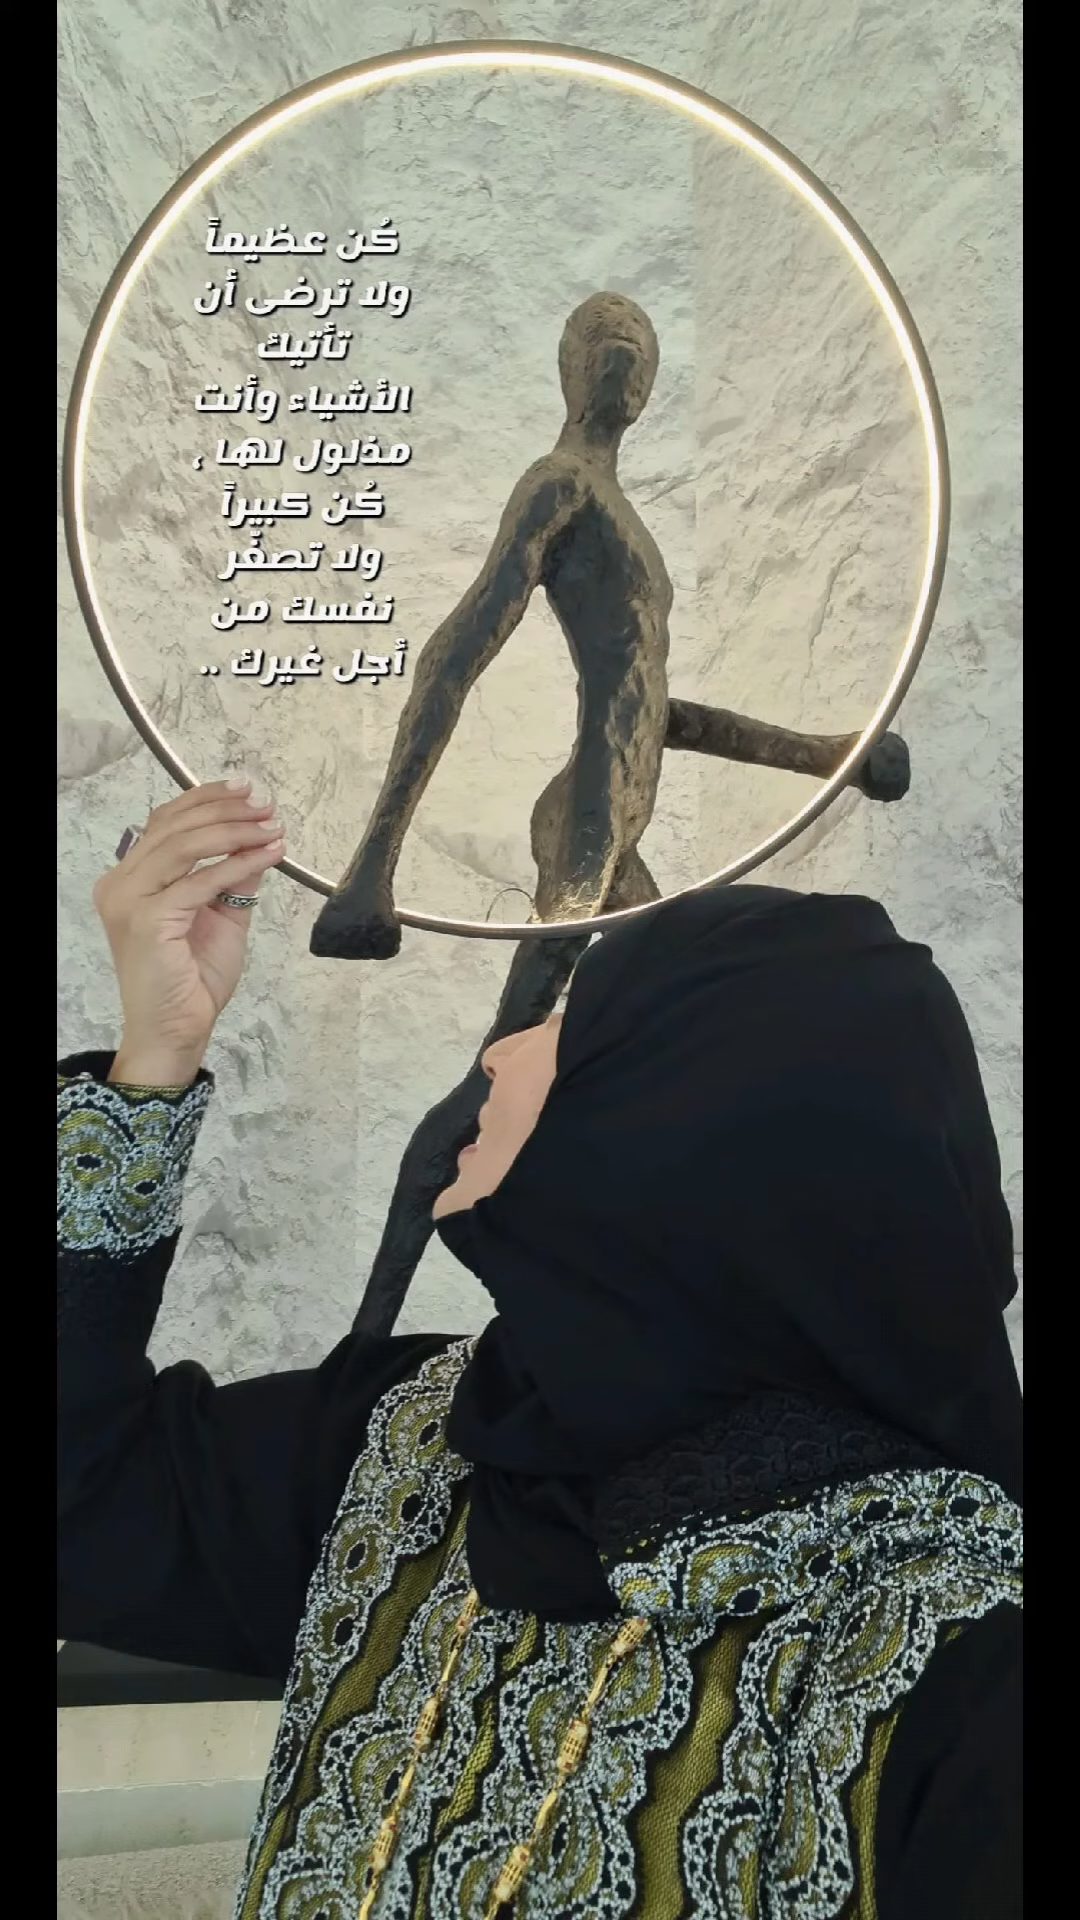 كُن عظيماً
ولا ترضى أن
تأتيك
الأشياء وأنت
مذلول لها ،
كُن كبيراً
ولا تصغّر
نفسك من
أجل غيرك ..